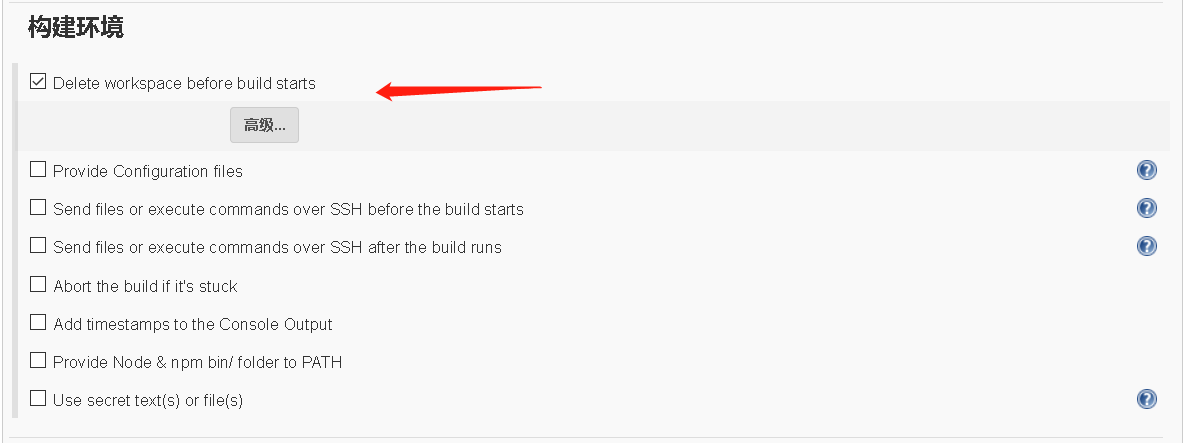 构建环境
Delete workspace before build starts
高级...
Provide Configuration files
Send files or execute commands over SSH before the build starts
Send files or execute commands over SSH after the build runs
Abort the build if it's stuck
Add timestamps to the Console Output
Provide Node & npm bin/ folder to PATH
Use secret text(s) or file(s)